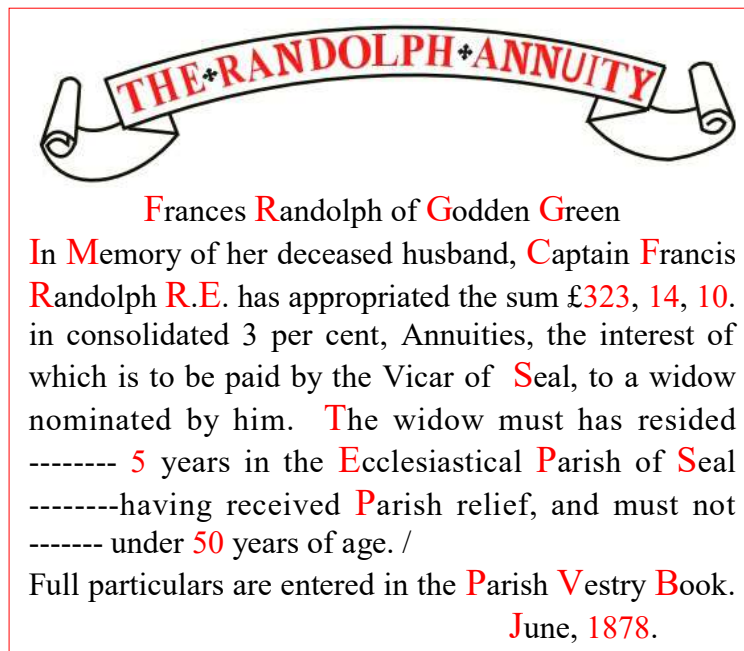 THE RANDOLPH ANNUITY
Frances Randolph of Godden Green
In Memory of her deceased husband, Captain Francis
Randolph R.E. has appropriated the sum £323, 14, 10.
in consolidated 3 per cent, Annuities, the interest of
which is to be paid by the Vicar of Seal, to a widow
nominated by him. The widow must has resided
-------- 5 years in the Ecclesiastical Parish of Seal
--------having received Parish relief, and must not
------- under 50 years of age. /
Full particulars are entered in the Parish Vestry Book.
June, 1878.